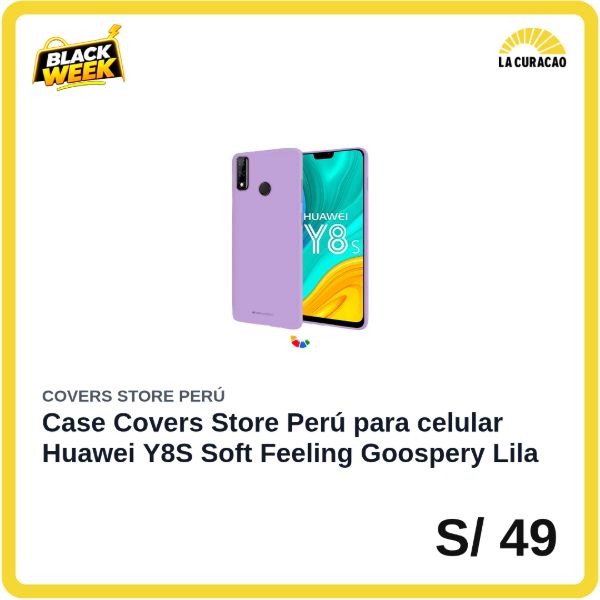 BLACK
WEEK
LA CURACAO
HUAWEI
Y8s
COVERS STORE PERÚ
Case Covers Store Perú para celular
Huawei Y8S Soft Feeling Goospery Lila
S/ 49